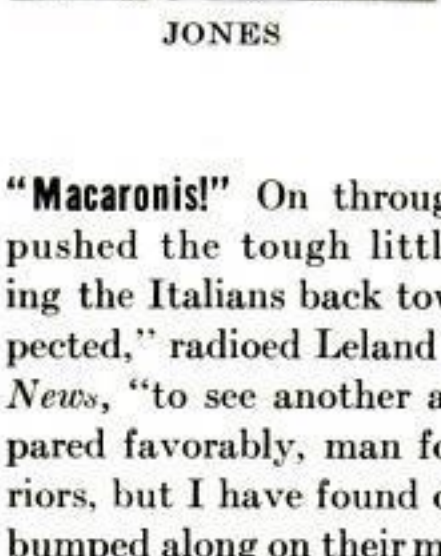 JONES
"Macaronis!" On throug
pushed the tough littl
ing the Italians back tov
pected," radioed Leland
News, "to see another a
pared favorably, man fo
riors, but I have found
bumped along on their m